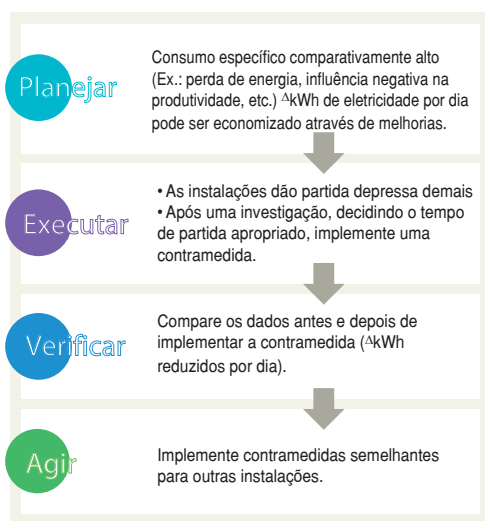 Planejar
Consumo específico comparativamente alto
(Ex.: perda de energia, influência negativa na
produtividade, etc.) ᐃkWh de eletricidade por dia
pode ser economizado através de melhorias.
Executar
• As instalações dão partida depressa demais
• Após uma investigação, decidindo o tempo
de partida apropriado, implemente uma
contramedida.
Verificar
Compare os dados antes e depois de
implementar a contramedida (ᐃkWh
reduzidos por dia).
Agir
Implemente contramedidas semelhantes
para outras instalações.